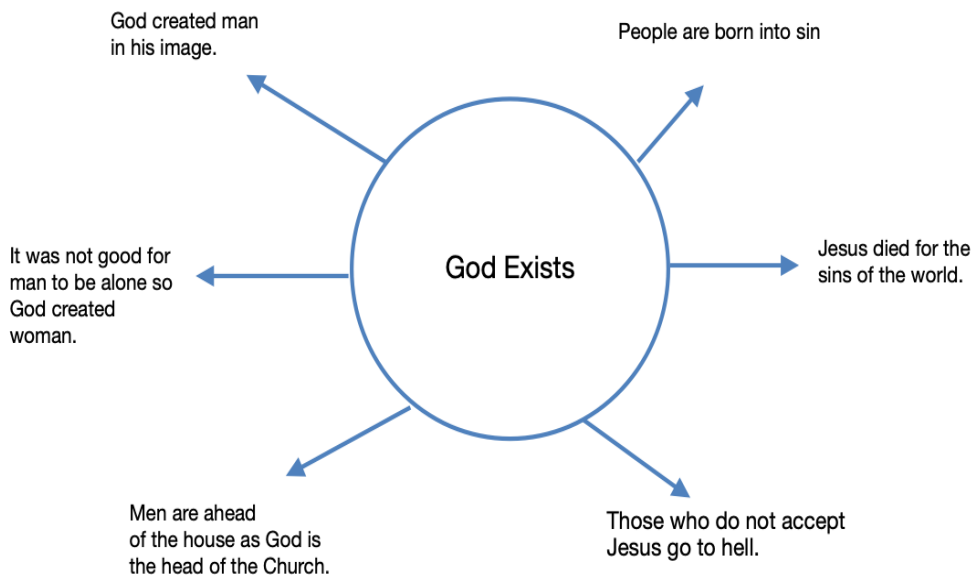 God created man
in his image.
People are born into sin
It was not good for
man to be alone so
God created
woman.
God Exists
Jesus died for the
sins of the world.
Men are ahead
of the house as God is
the head of the Church.
Those who do not accept
Jesus go to hell.